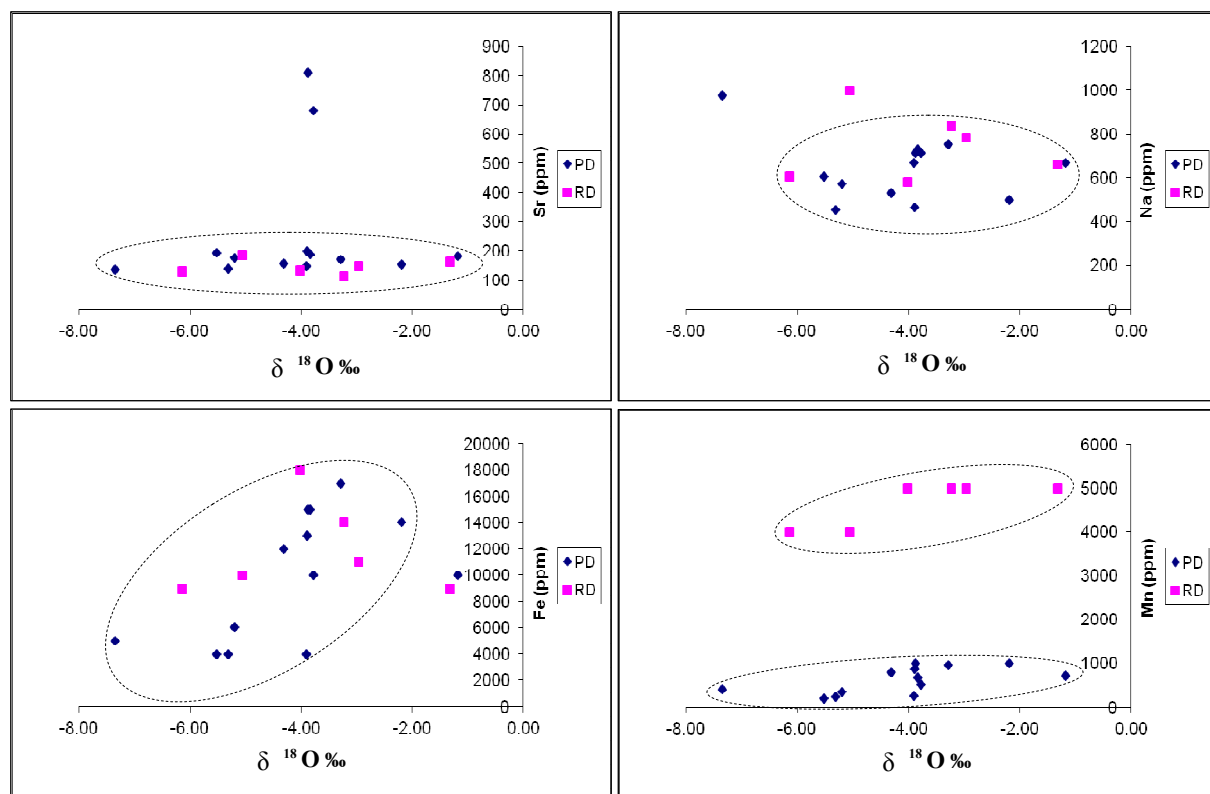 900
800
700
600
500
400
300
200
100
0
Sr (ppm)
PD
RD
-8.00 -6.00 -4.00 -2.00 0.00
δ ¹⁸O ‰
1200
1000
800
600
400
200
0
Na (ppm)
PD
RD
-8.00 -6.00 -4.00 -2.00 0.00
δ ¹⁸O ‰
20000
18000
16000
14000
12000
10000
8000
6000
4000
2000
0
Fe (ppm)
PD
RD
-8.00 -6.00 -4.00 -2.00 0.00
δ ¹⁸O ‰
6000
5000
4000
3000
2000
1000
0
Mn (ppm)
PD
RD
-8.00 -6.00 -4.00 -2.00 0.00
δ ¹⁸O ‰